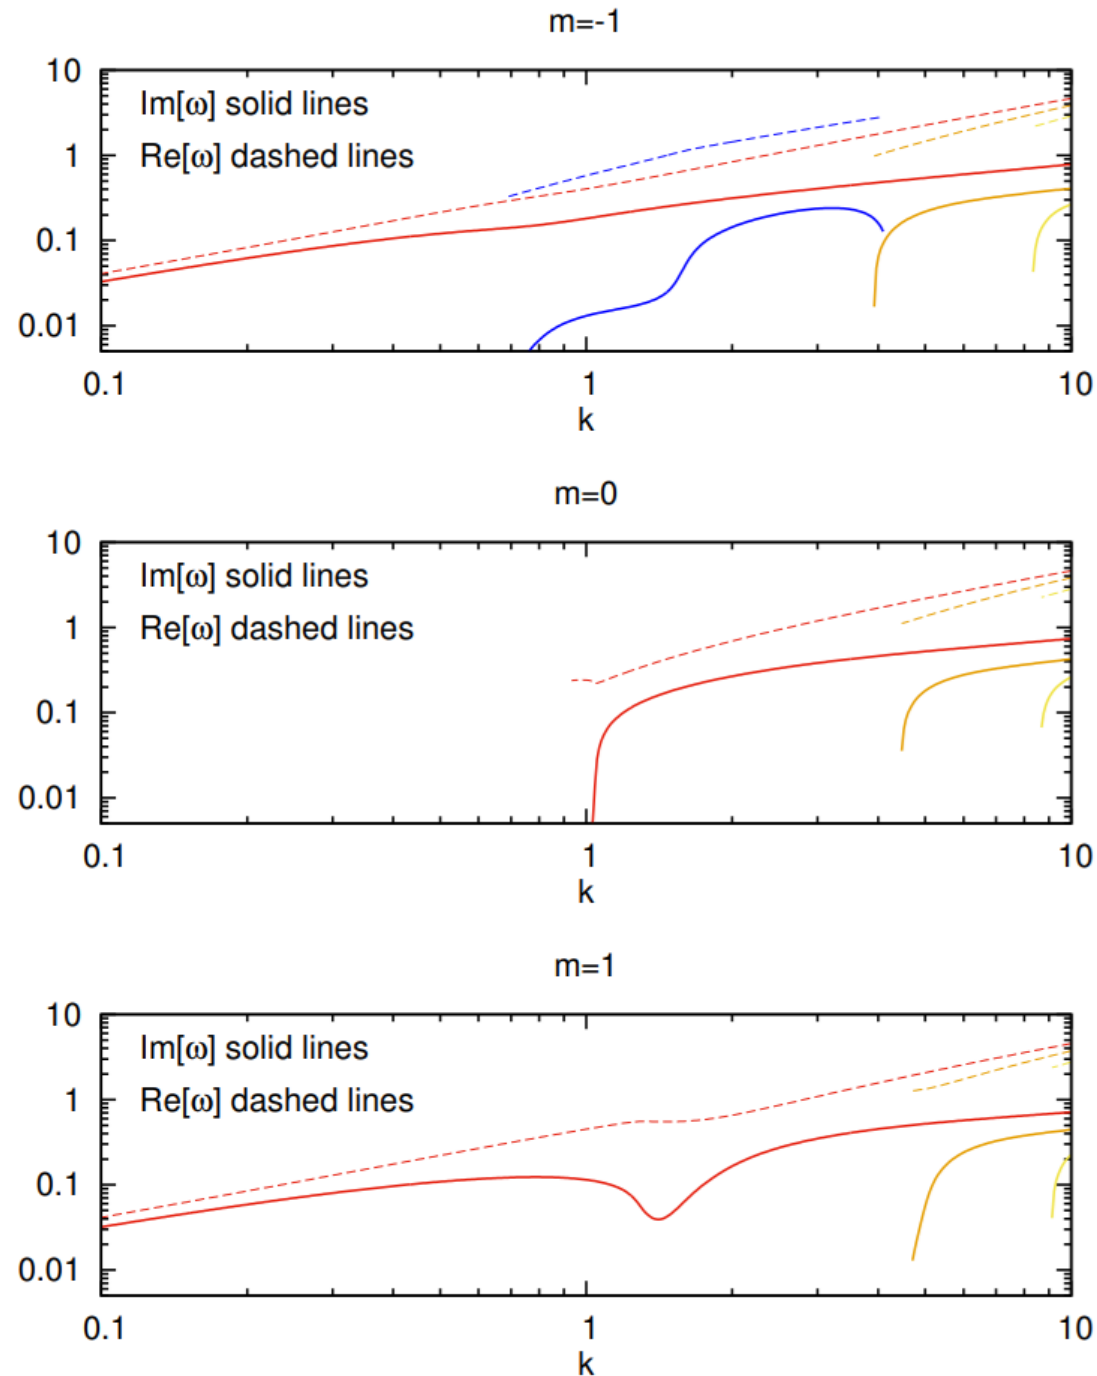 m=-1
10
Im[ω] solid lines
Re[ω] dashed lines
1
0.1
0.01
0.1 1 10
k
m=0
10
Im[ω] solid lines
Re[ω] dashed lines
1
0.1
0.01
0.1 1 10
k
m=1
10
Im[ω] solid lines
Re[ω] dashed lines
1
0.1
0.01
0.1 1 10
k